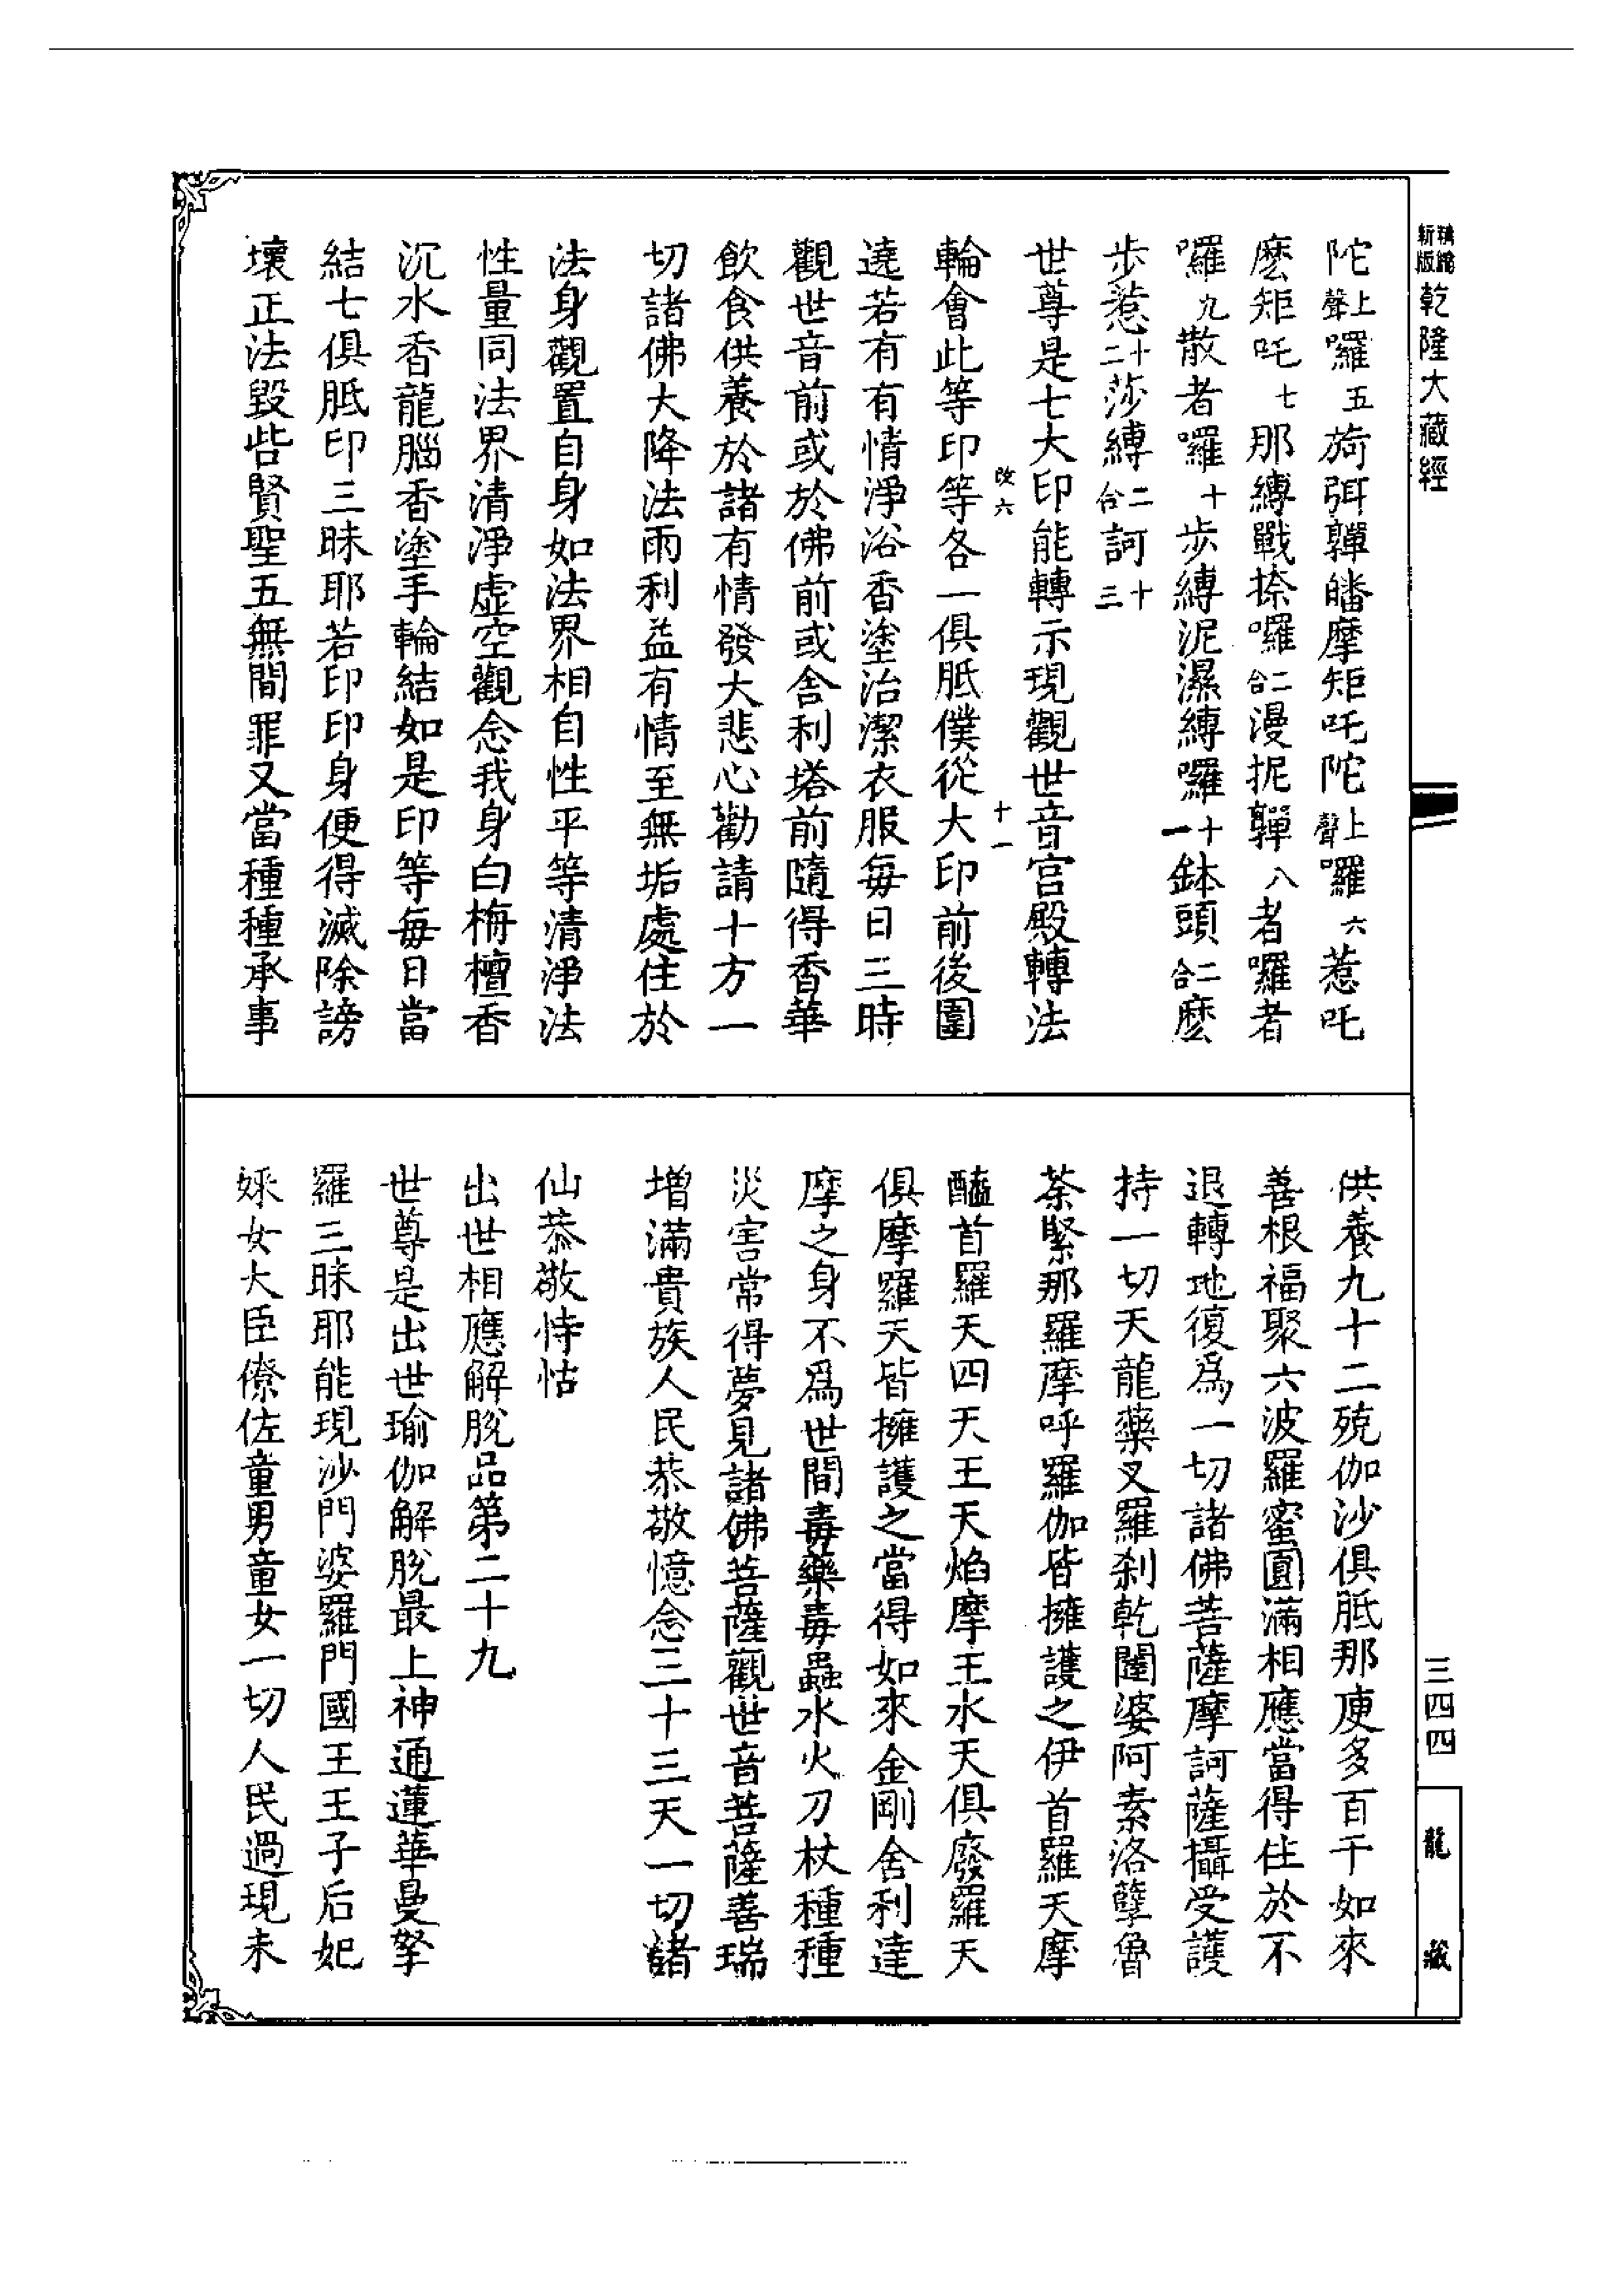 新版精編 乾隆大藏經
陀上聲囉五旖弭亸皤摩矩吒陀上聲囉六惹吒
麼矩吒七那縛戰捺囉二合漫抳亸八者囉者
囉九散者囉十步縛泥濕縛囉十一鉢頭二合麼
步惹十二莎縛二合訶十三
世尊是七大印能轉示現觀世音宮殿轉法
改六 十一
輪會此等印等各一俱胝僕從大印前後圍
遶若有有情淨浴香塗治潔衣服每日三時
觀世音前或於佛前或舍利塔前隨得香華
飲食供養於諸有情發大悲心勸請十方一
切諸佛大降法雨利益有情至無垢處住於
法身觀置自身如法界相自性平等清淨法
性量同法界清淨虛空觀念我身白栴檀香
沉水香龍腦香塗手輪結如是印等每日當
結七俱胝印三昧耶若印印身便得滅除謗
壞正法毀呰賢聖五無間罪又當種種承事
供養九十二殑伽沙俱胝那庾多百千如來
善根福聚六波羅蜜圓滿相應當得住於不
退轉地復為一切諸佛菩薩摩訶薩攝受護
持一切天龍藥叉羅剎乾闥婆阿素洛孽魯
荼緊那羅摩呼羅伽皆擁護之伊首羅天摩
醯首羅天四天王天焰摩王水天俱廢羅天
俱摩羅天皆擁護之當得如來金剛舍利達
摩之身不為世間毒藥毒蟲水火刀杖種種
災害常得夢見諸佛菩薩觀世音菩薩善瑞
增滿貴族人民恭敬憶念三十三天一切諸
仙恭敬恃怙
出世相應解脫品第二十九
世尊是出世瑜伽解脫最上神通蓮華曼拏
羅三昧耶能現沙門婆羅門國王王子后妃
婇女大臣僚佐童男童女一切人民過現未
三四四
龍藏